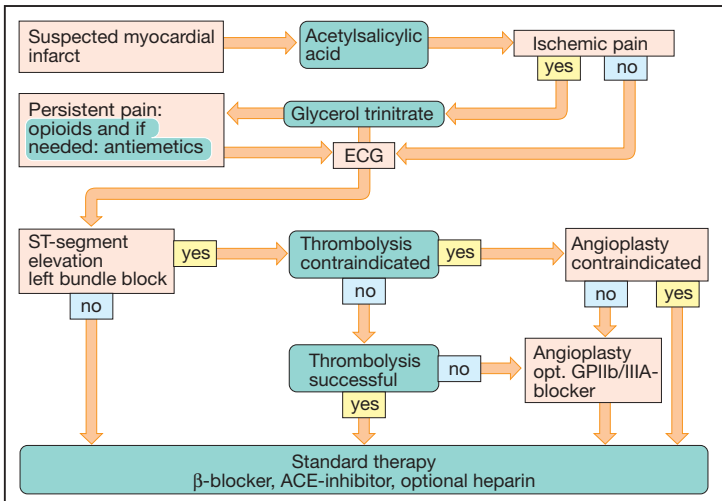 Suspected myocardial
infarct
Acetylsalicylic
acid
Ischemic pain
yes
no
Persistent pain:
opioids and if
needed: antiemetics
Glycerol trinitrate
ECG
ST-segment
elevation
left bundle block
yes
no
Thrombolysis
contraindicated
yes
no
Angioplasty
contraindicated
no
yes
Thrombolysis
successful
no
yes
Angioplasty
opt. GPIIb/IIIA-
blocker
Standard therapy
β-blocker, ACE-inhibitor, optional heparin